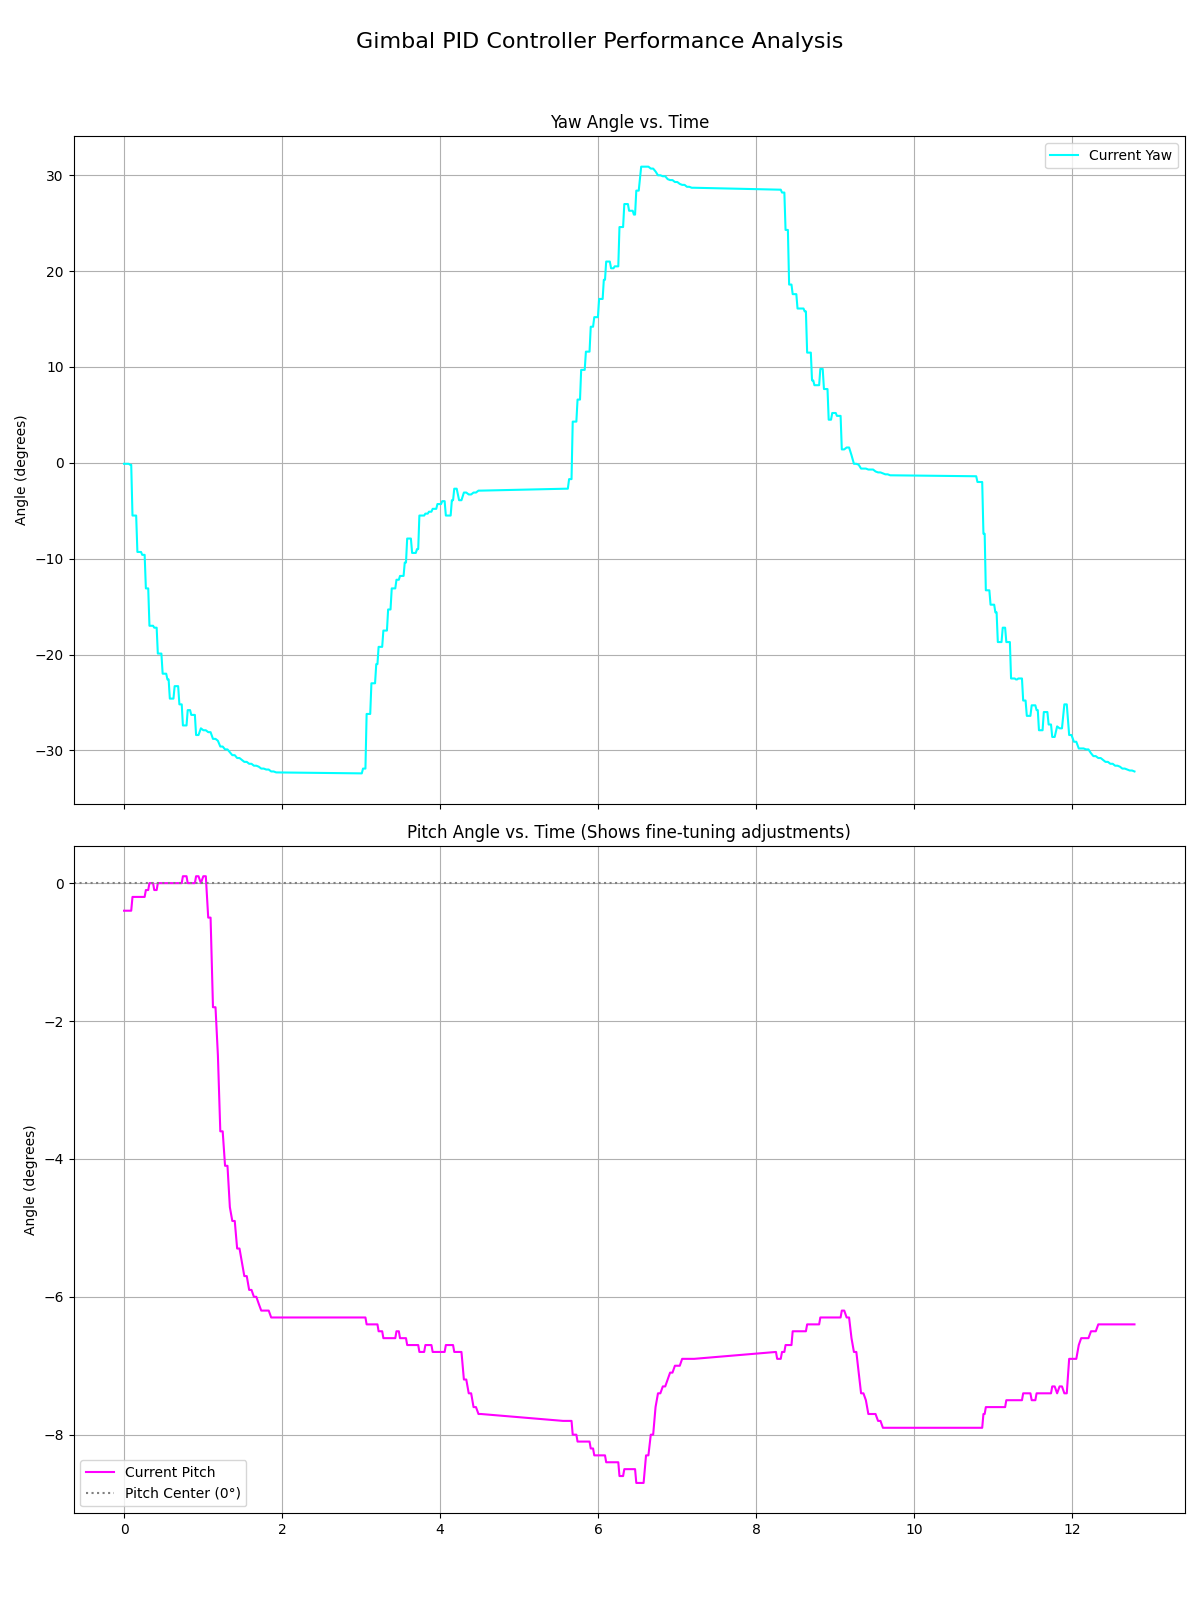 Gimbal PID Controller Performance Analysis
Yaw Angle vs. Time
Current Yaw
30
20
10
0
−10
−20
−30
Angle (degrees)
Pitch Angle vs. Time (Shows fine-tuning adjustments)
0
−2
−4
−6
−8
Angle (degrees)
Current Pitch
Pitch Center (0°)
0 2 4 6 8 10 12